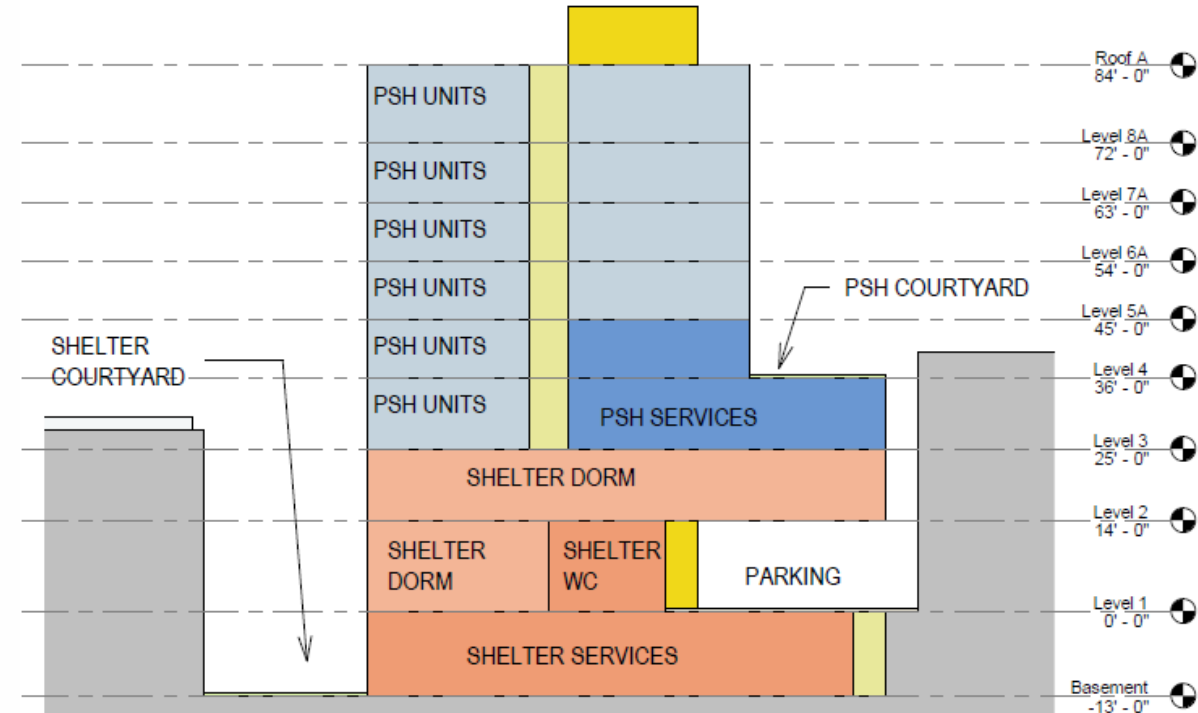 Roof A
84' - 0"
PSH UNITS
Level 8A
72' - 0"
PSH UNITS
Level 7A
63' - 0"
PSH UNITS
Level 6A
54' - 0"
PSH UNITS
PSH COURTYARD
Level 5A
45' - 0"
SHELTER
COURTYARD
PSH UNITS
Level 4
36' - 0"
PSH UNITS
PSH SERVICES
Level 3
25' - 0"
SHELTER DORM
Level 2
14' - 0"
SHELTER
DORM
SHELTER
WC
PARKING
Level 1
0' - 0"
SHELTER SERVICES
Basement
-13' - 0"